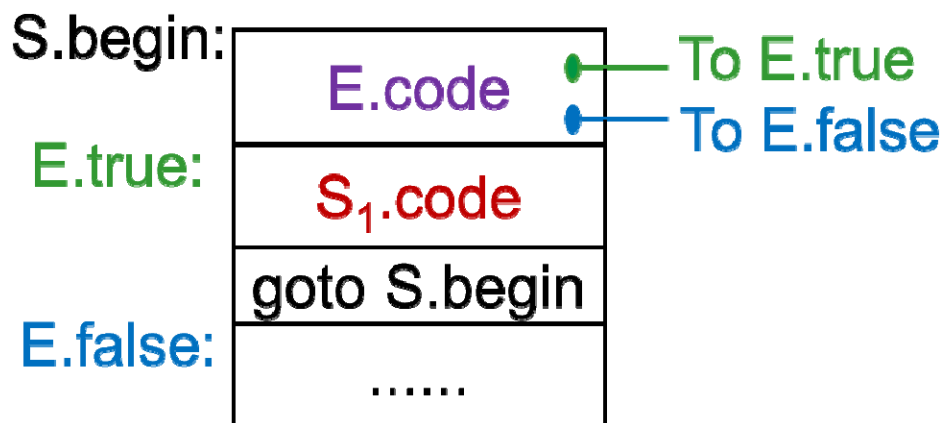 S.begin:
E.code
To E.true
To E.false
E.true:
S₁.code
goto S.begin
E.false:
......